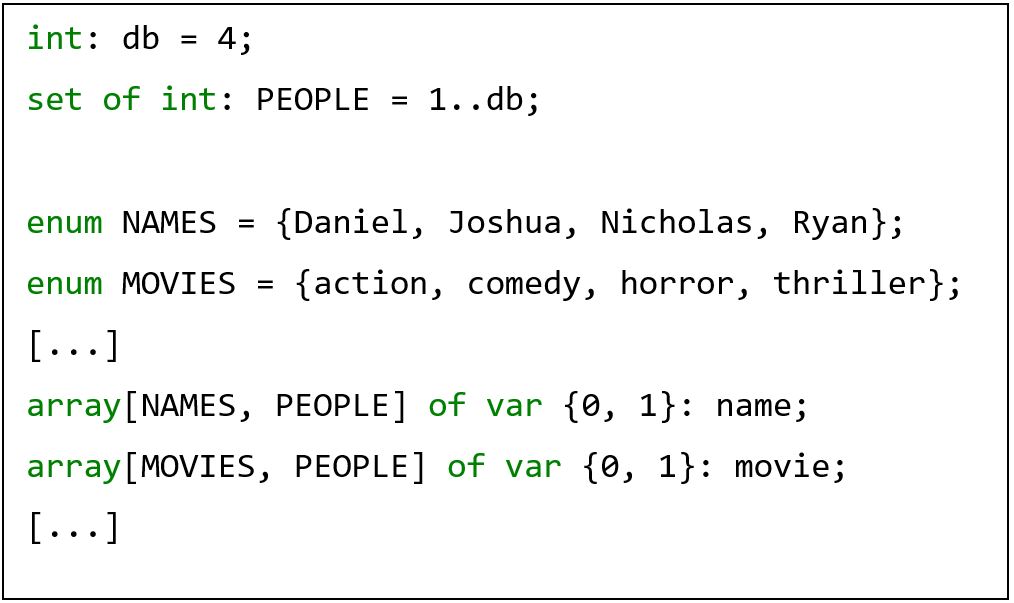 int: db = 4;
set of int: PEOPLE = 1..db;
enum NAMES = {Daniel, Joshua, Nicholas, Ryan};
enum MOVIES = {action, comedy, horror, thriller};
[...]
array[NAMES, PEOPLE] of var {0, 1}: name;
array[MOVIES, PEOPLE] of var {0, 1}: movie;
[...]